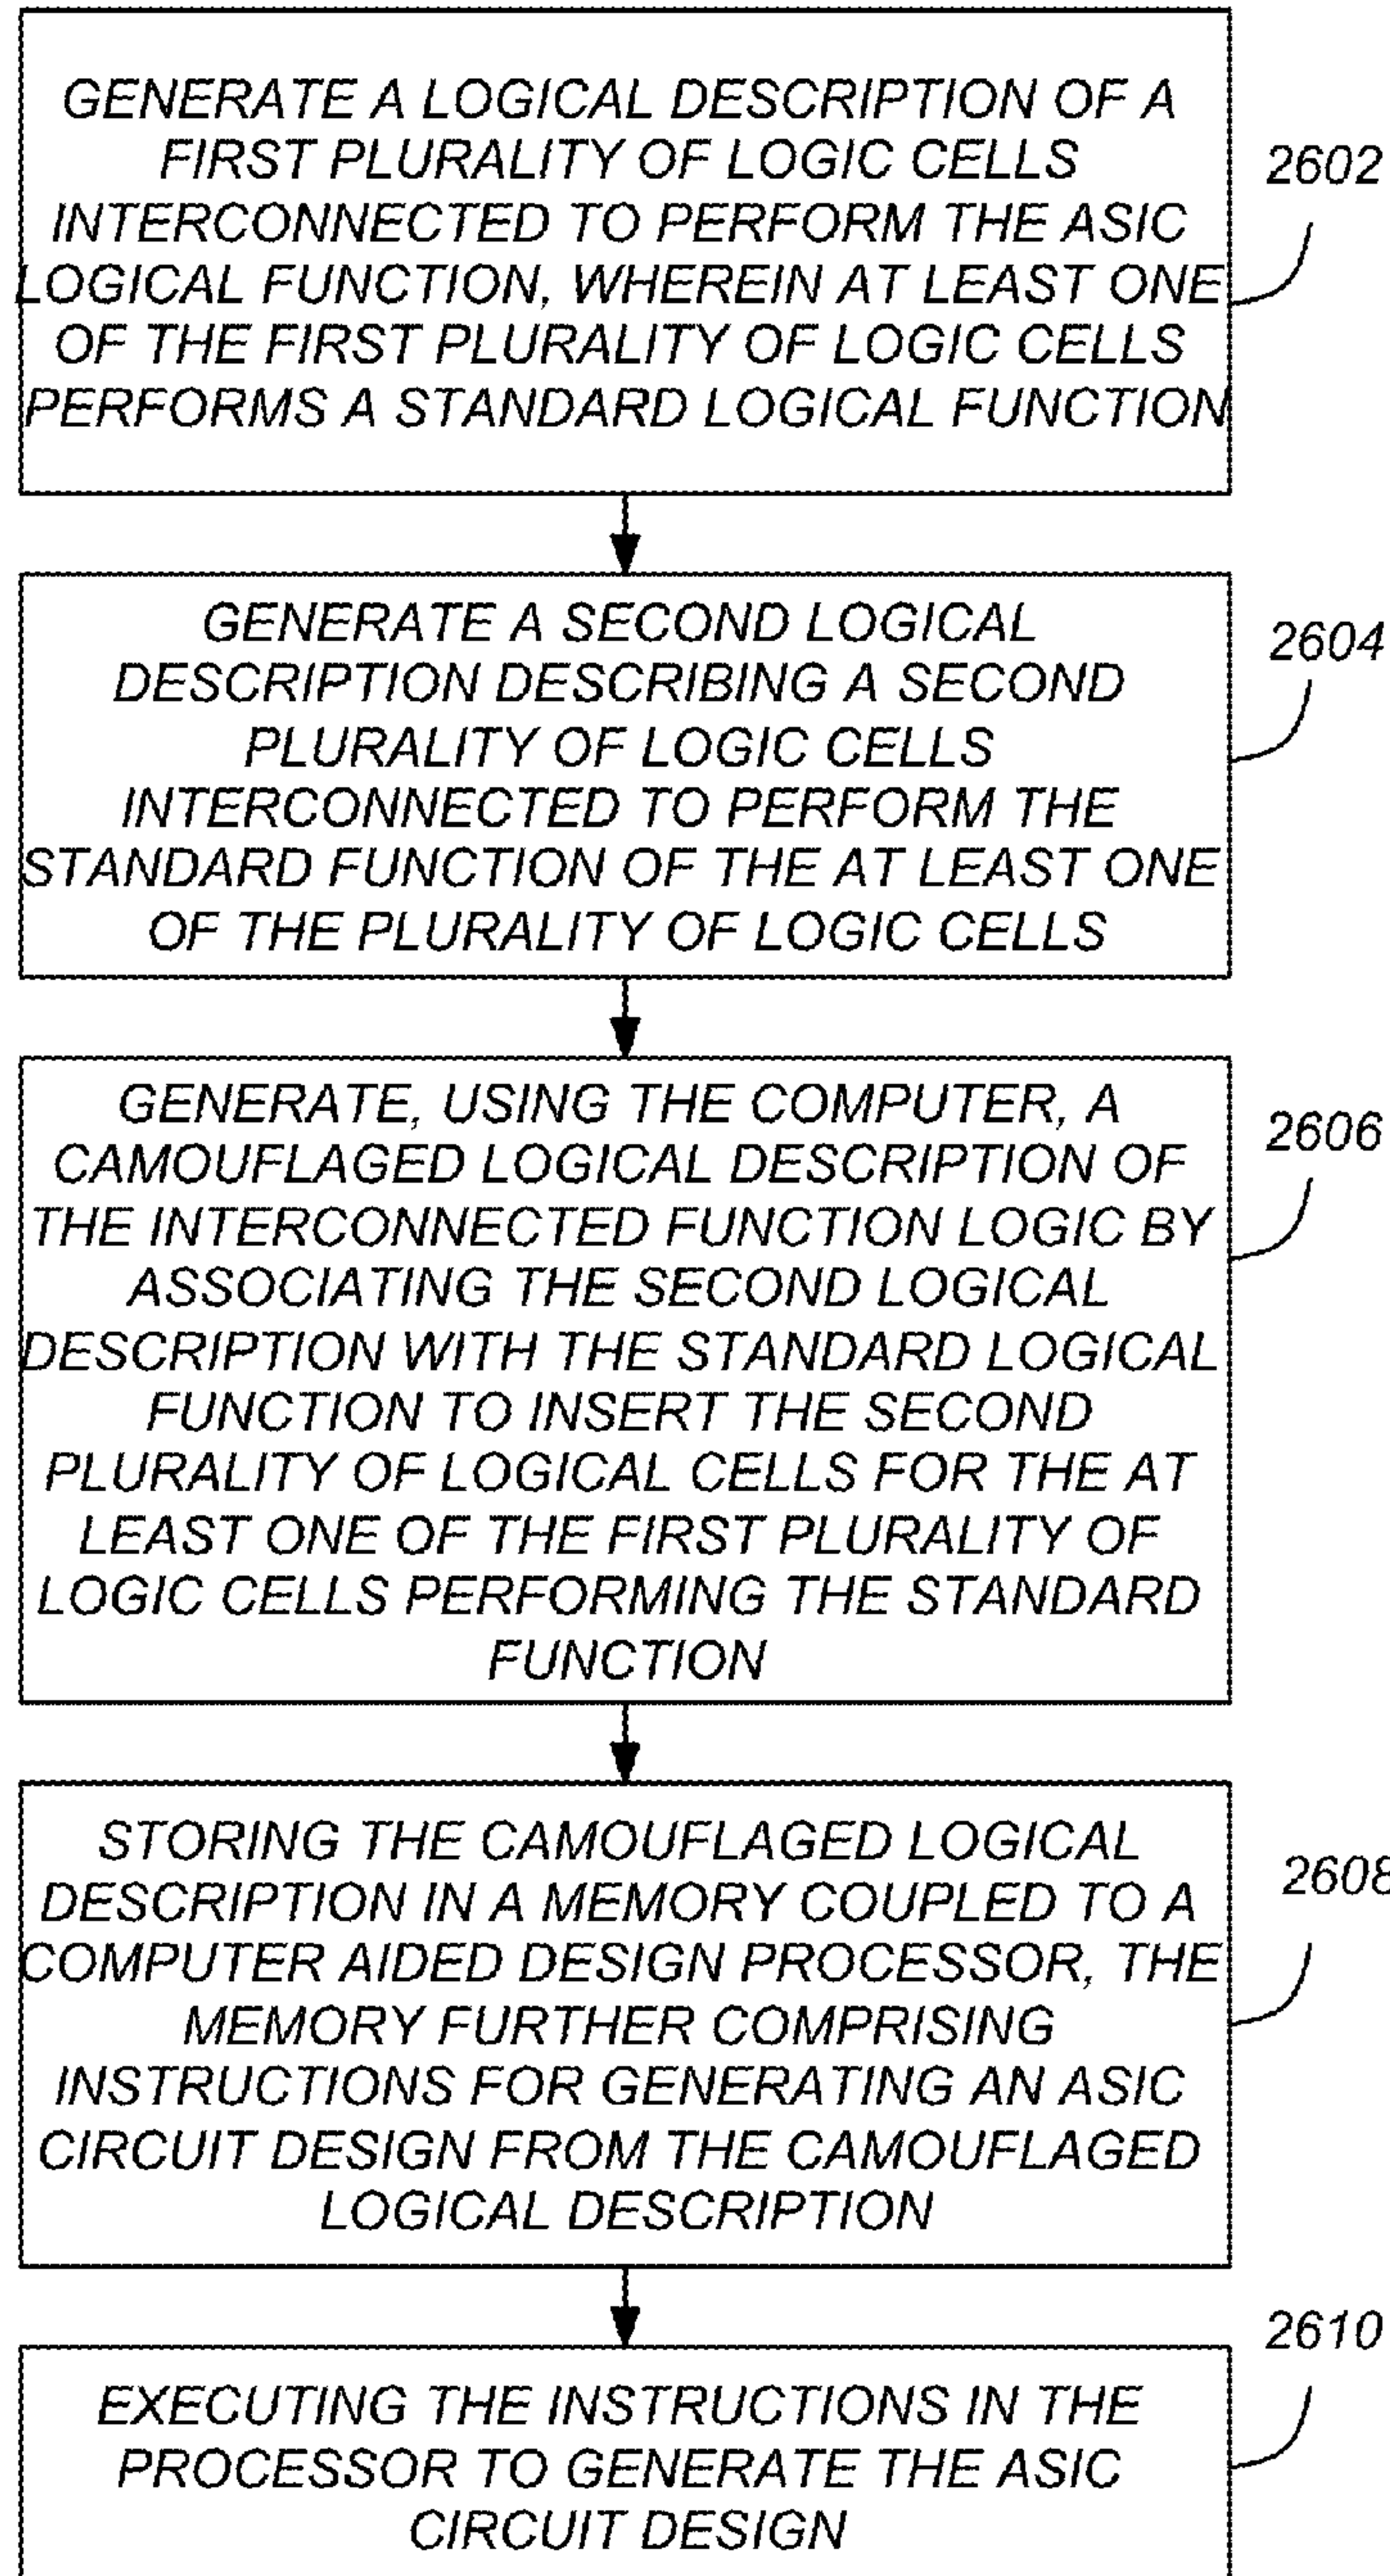 GENERATE A LOGICAL DESCRIPTION OF A
FIRST PLURALITY OF LOGIC CELLS
INTERCONNECTED TO PERFORM THE ASIC
LOGICAL FUNCTION, WHEREIN AT LEAST ONE
OF THE FIRST PLURALITY OF LOGIC CELLS
PERFORMS A STANDARD LOGICAL FUNCTION
2602
GENERATE A SECOND LOGICAL
DESCRIPTION DESCRIBING A SECOND
PLURALITY OF LOGIC CELLS
INTERCONNECTED TO PERFORM THE
STANDARD FUNCTION OF THE AT LEAST ONE
OF THE PLURALITY OF LOGIC CELLS
2604
GENERATE, USING THE COMPUTER, A
CAMOUFLAGED LOGICAL DESCRIPTION OF
THE INTERCONNECTED FUNCTION LOGIC BY
ASSOCIATING THE SECOND LOGICAL
DESCRIPTION WITH THE STANDARD LOGICAL
FUNCTION TO INSERT THE SECOND
PLURALITY OF LOGICAL CELLS FOR THE AT
LEAST ONE OF THE FIRST PLURALITY OF
LOGIC CELLS PERFORMING THE STANDARD
FUNCTION
2606
STORING THE CAMOUFLAGED LOGICAL
DESCRIPTION IN A MEMORY COUPLED TO A
COMPUTER AIDED DESIGN PROCESSOR, THE
MEMORY FURTHER COMPRISING
INSTRUCTIONS FOR GENERATING AN ASIC
CIRCUIT DESIGN FROM THE CAMOUFLAGED
LOGICAL DESCRIPTION
2608
EXECUTING THE INSTRUCTIONS IN THE
PROCESSOR TO GENERATE THE ASIC
CIRCUIT DESIGN
2610